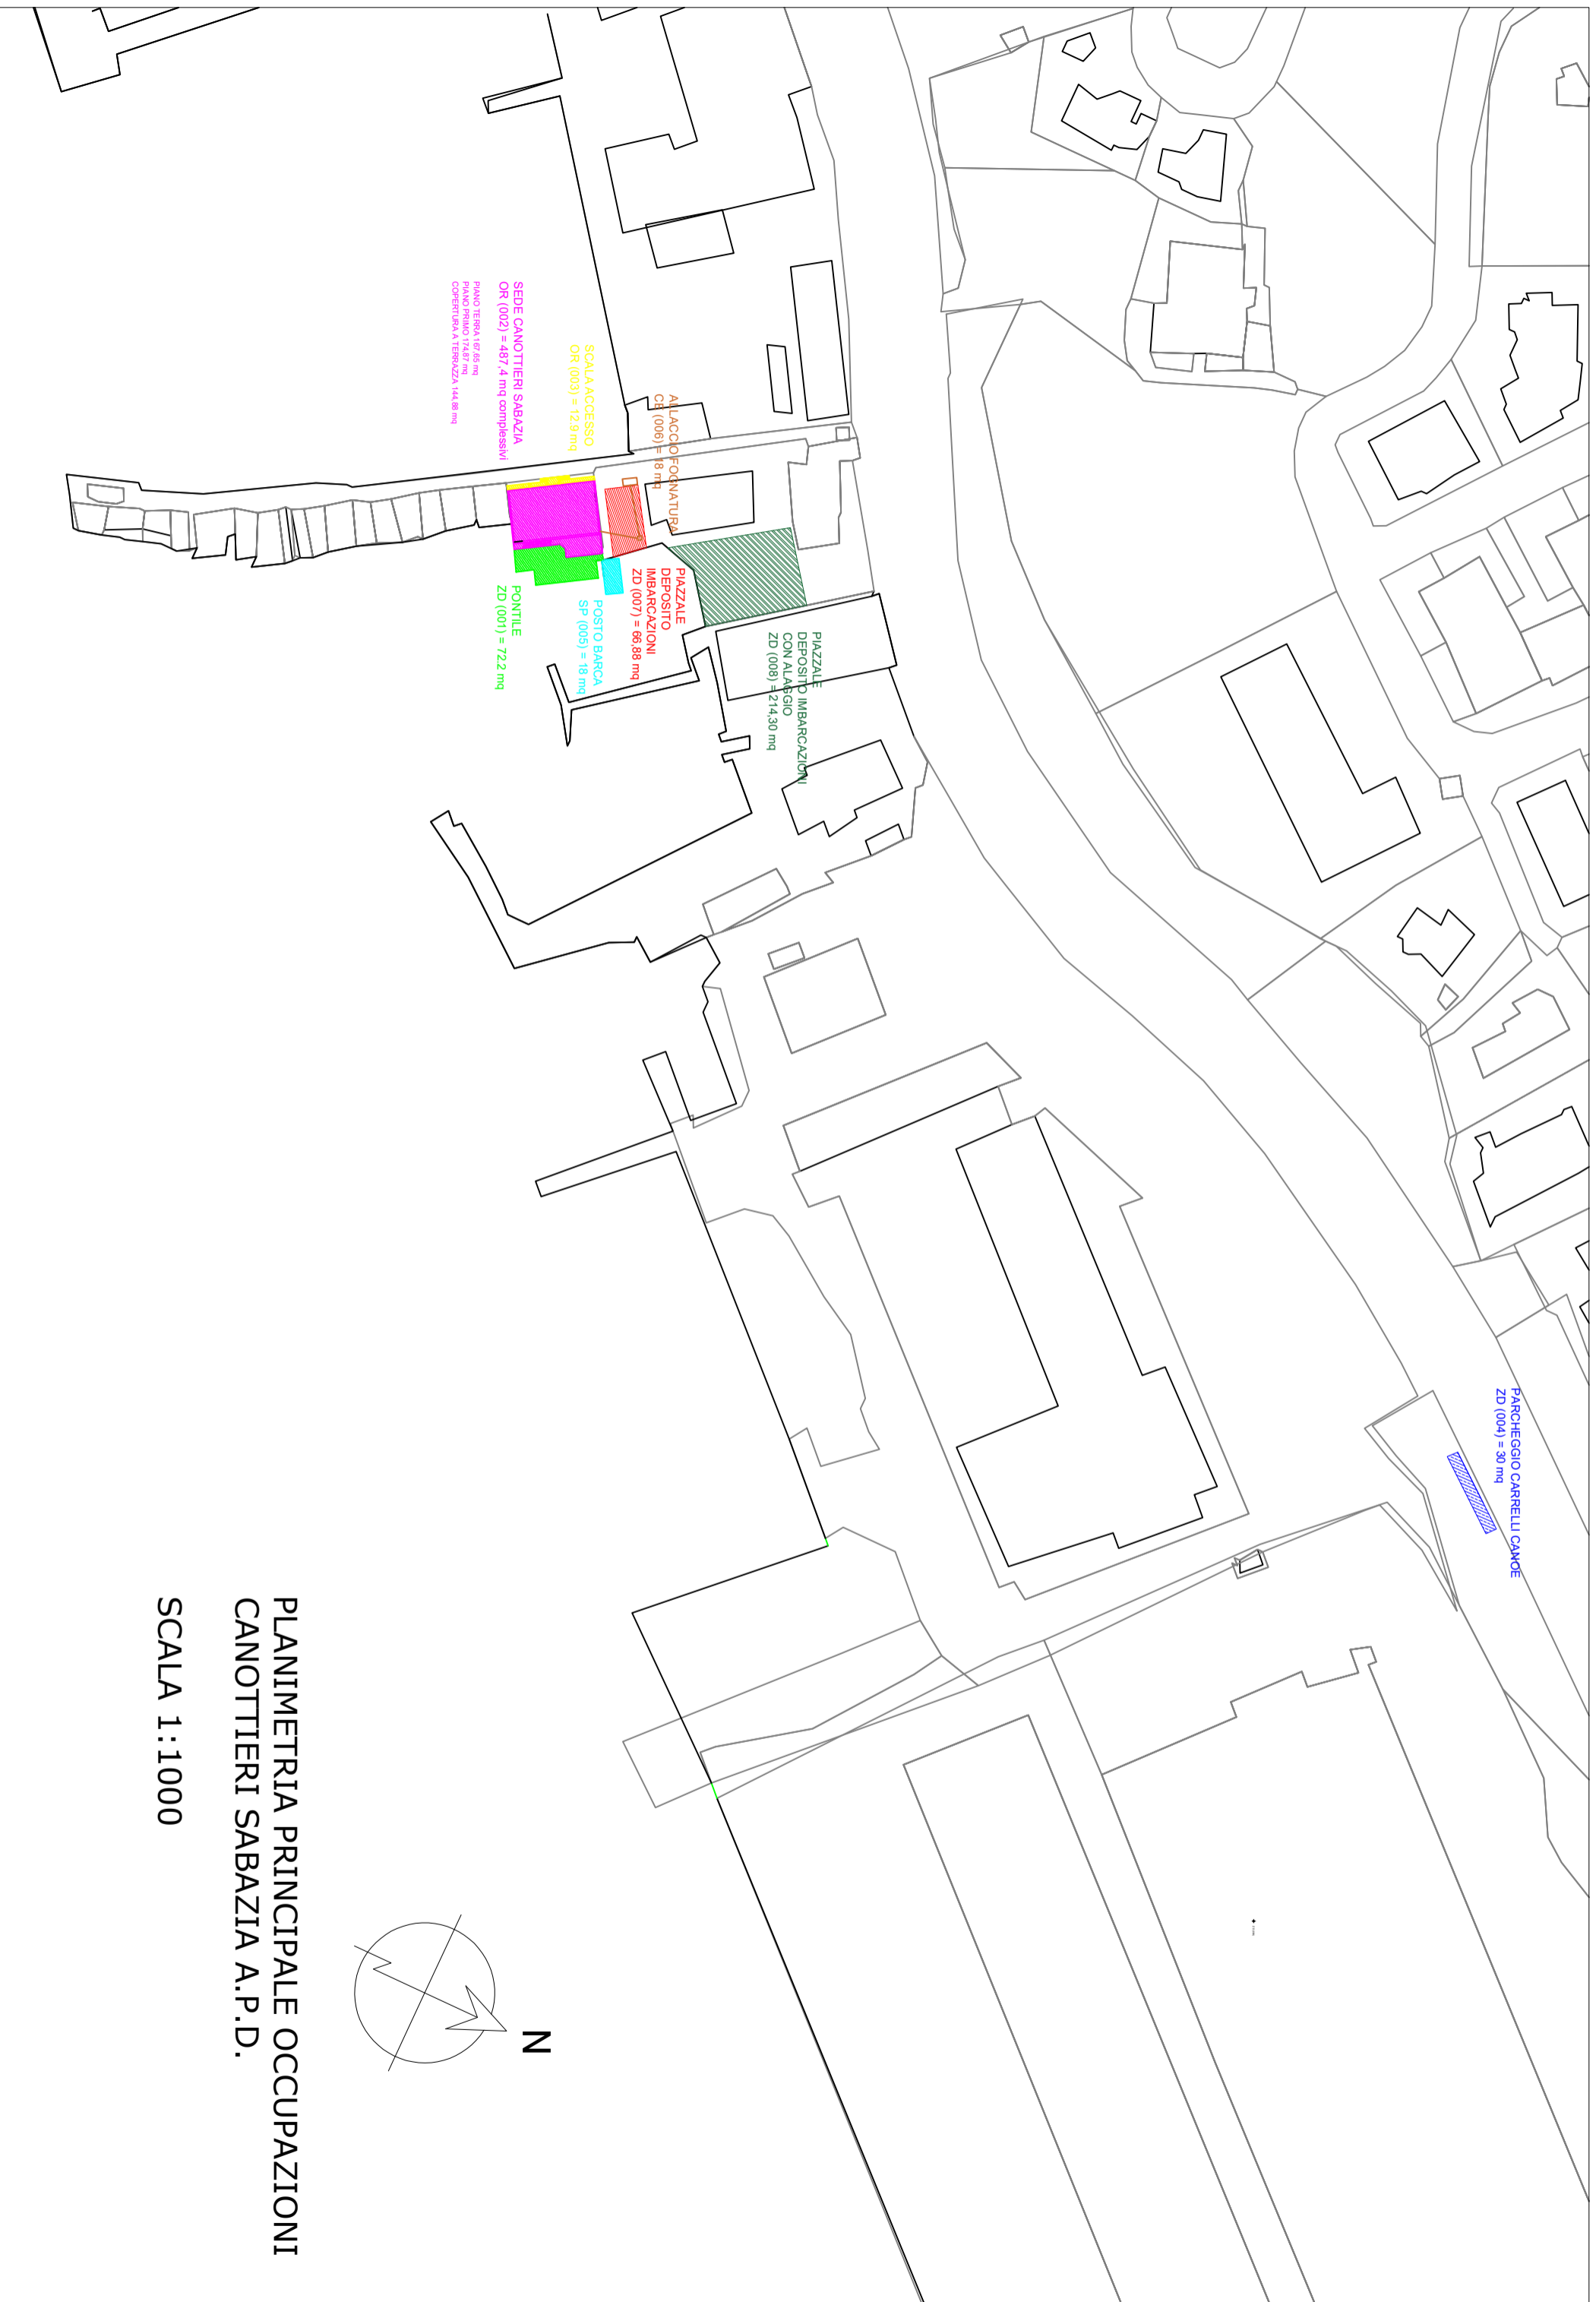 PARCHEGGIO CARRELLI CANOE
ZD (004) = 30 mq
PIAZZALE
DEPOSITO IMBARCAZIONI
CON ALAGGIO
ZD (008) = 214,30 mq
PIAZZALE
DEPOSITO
IMBARCAZIONI
ZD (007) = 66,88 mq
ALLACCIO FOGNATURA
CE (006) = 18 mq
POSTO BARCA
SP (005) = 18 mq
SCALA ACCESSO
OR (003) = 12,9 mq
PONTILE
ZD (001) = 72,2 mq
SEDE CANOTTIERI SABAZIA
OR (002) = 487,4 mq complessivi
PIANO TERRA 167,65 mq
PIANO PRIMO 174,87 mq
COPERTURA A TERRAZZA 144,88 mq
N
PLANIMETRIA PRINCIPALE OCCUPAZIONI
CANOTTIERI SABAZIA A.P.D.
SCALA 1:1000